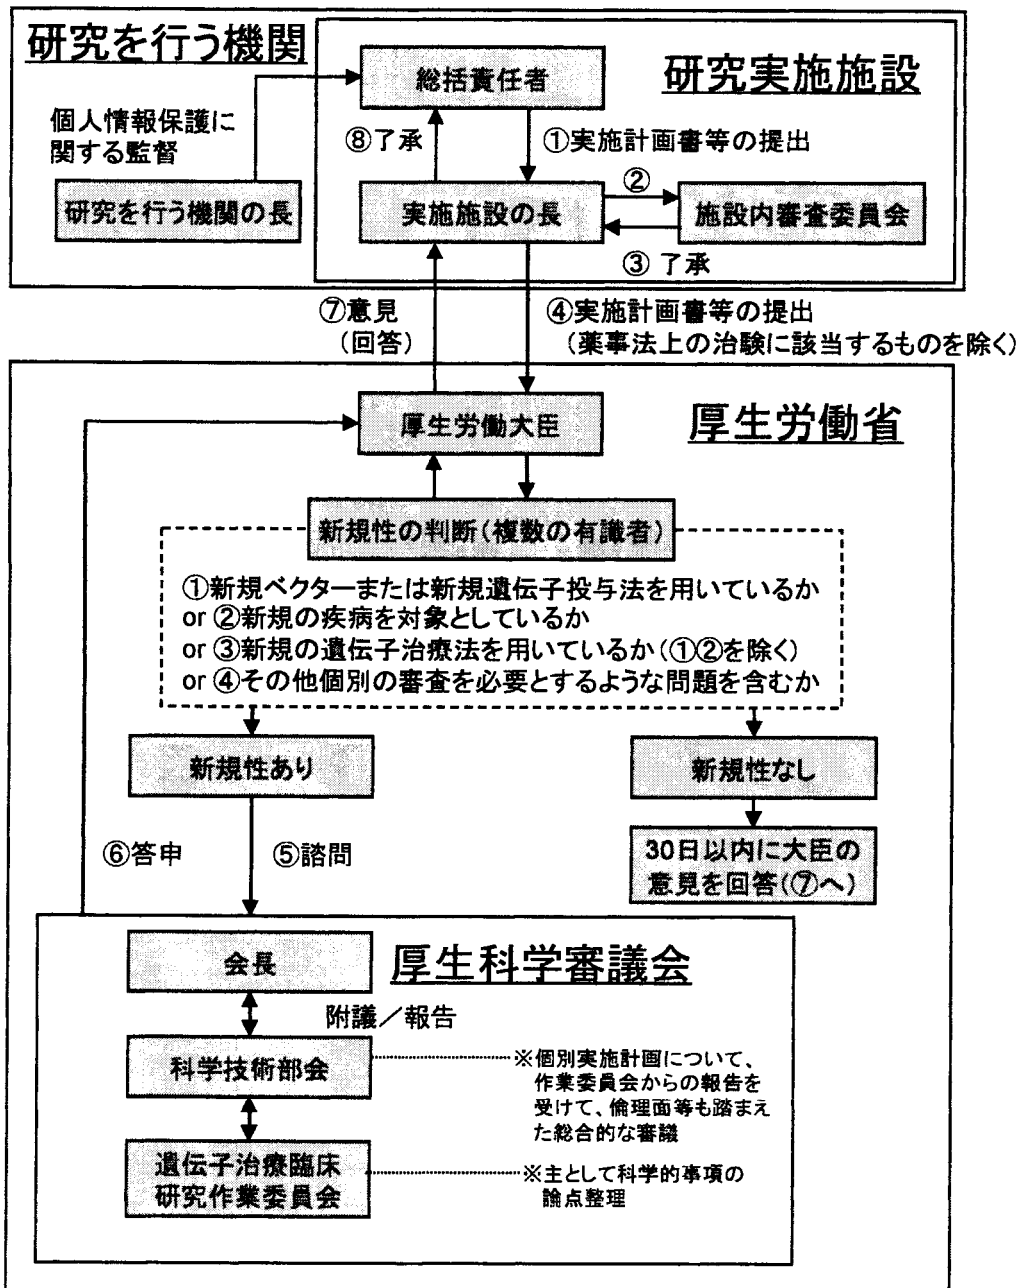 研究を行う機関
研究実施施設
総括責任者
個人情報保護に
関する監督
⑧了承
①実施計画書等の提出
②
研究を行う機関の長
実施施設の長
施設内審査委員会
③ 了承
⑦意見
(回答)
④実施計画書等の提出
(薬事法上の治験に該当するものを除く)
厚生労働大臣
厚生労働省
新規性の判断(複数の有識者)
①新規ベクターまたは新規遺伝子投与法を用いているか
or ②新規の疾病を対象としているか
or ③新規の遺伝子治療法を用いているか(①②を除く)
or ④その他個別の審査を必要とするような問題を含むか
新規性あり
新規性なし
⑥答申
⑤諮問
30日以内に大臣の
意見を回答(⑦へ)
会長
厚生科学審議会
附議／報告
科学技術部会
※個別実施計画について、
作業委員会からの報告を
受けて、倫理面等も踏まえ
た総合的な審議
遺伝子治療臨床
研究作業委員会
※主として科学的事項の
論点整理